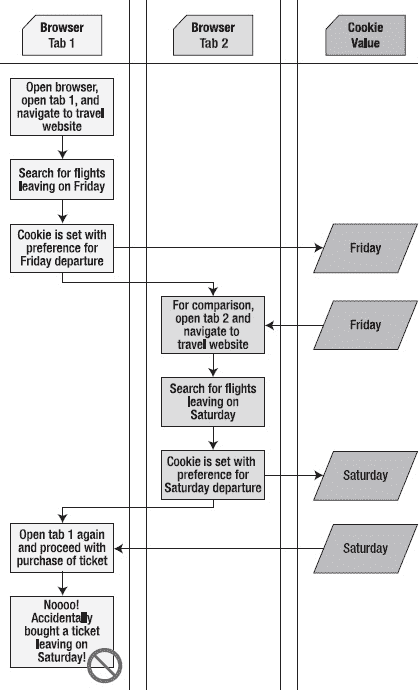 Browser
Tab 1
Browser
Tab 2
Cookie
Value
Open browser,
open tab 1, and
navigate to travel
website
Search for flights
leaving on Friday
Cookie is set with
preference for
Friday departure
Friday
For comparison,
open tab 2 and
navigate to
travel website
Friday
Search for flights
leaving on
Saturday
Cookie is set with
preference for
Saturday departure
Saturday
Open tab 1 again
and proceed with
purchase of ticket
Saturday
Noooo!
Accidentally
bought a ticket
leaving on
Saturday!